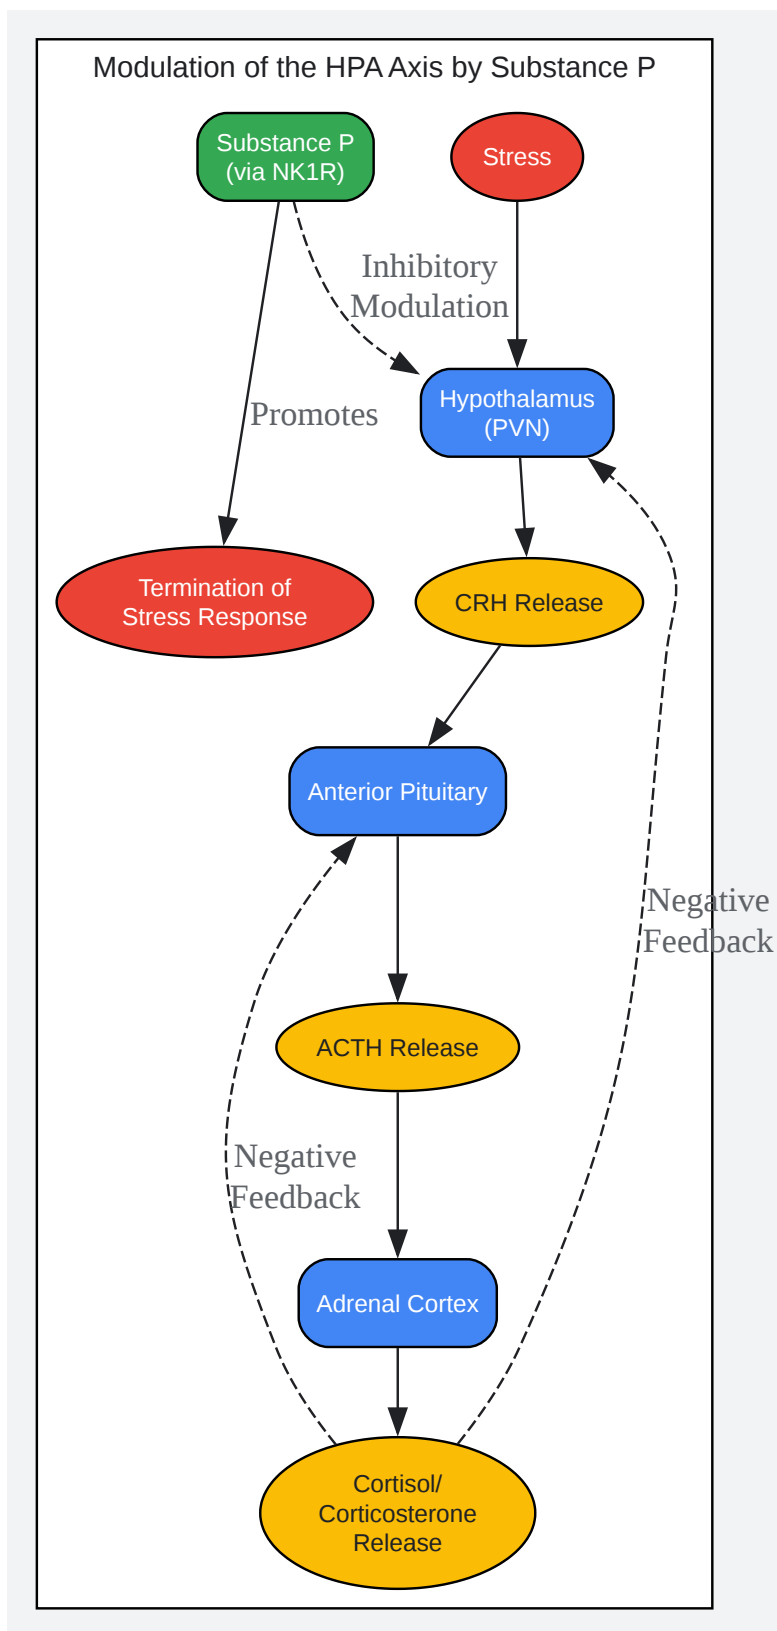 Modulation of the HPA Axis by Substance P
Substance P
(via NK1R)
Stress
Inhibitory
Modulation
Hypothalamus
(PVN)
Promotes
Termination of
Stress Response
CRH Release
Anterior Pituitary
Negative
Feedback
ACTH Release
Negative
Feedback
Adrenal Cortex
Cortisol/
Corticosterone
Release